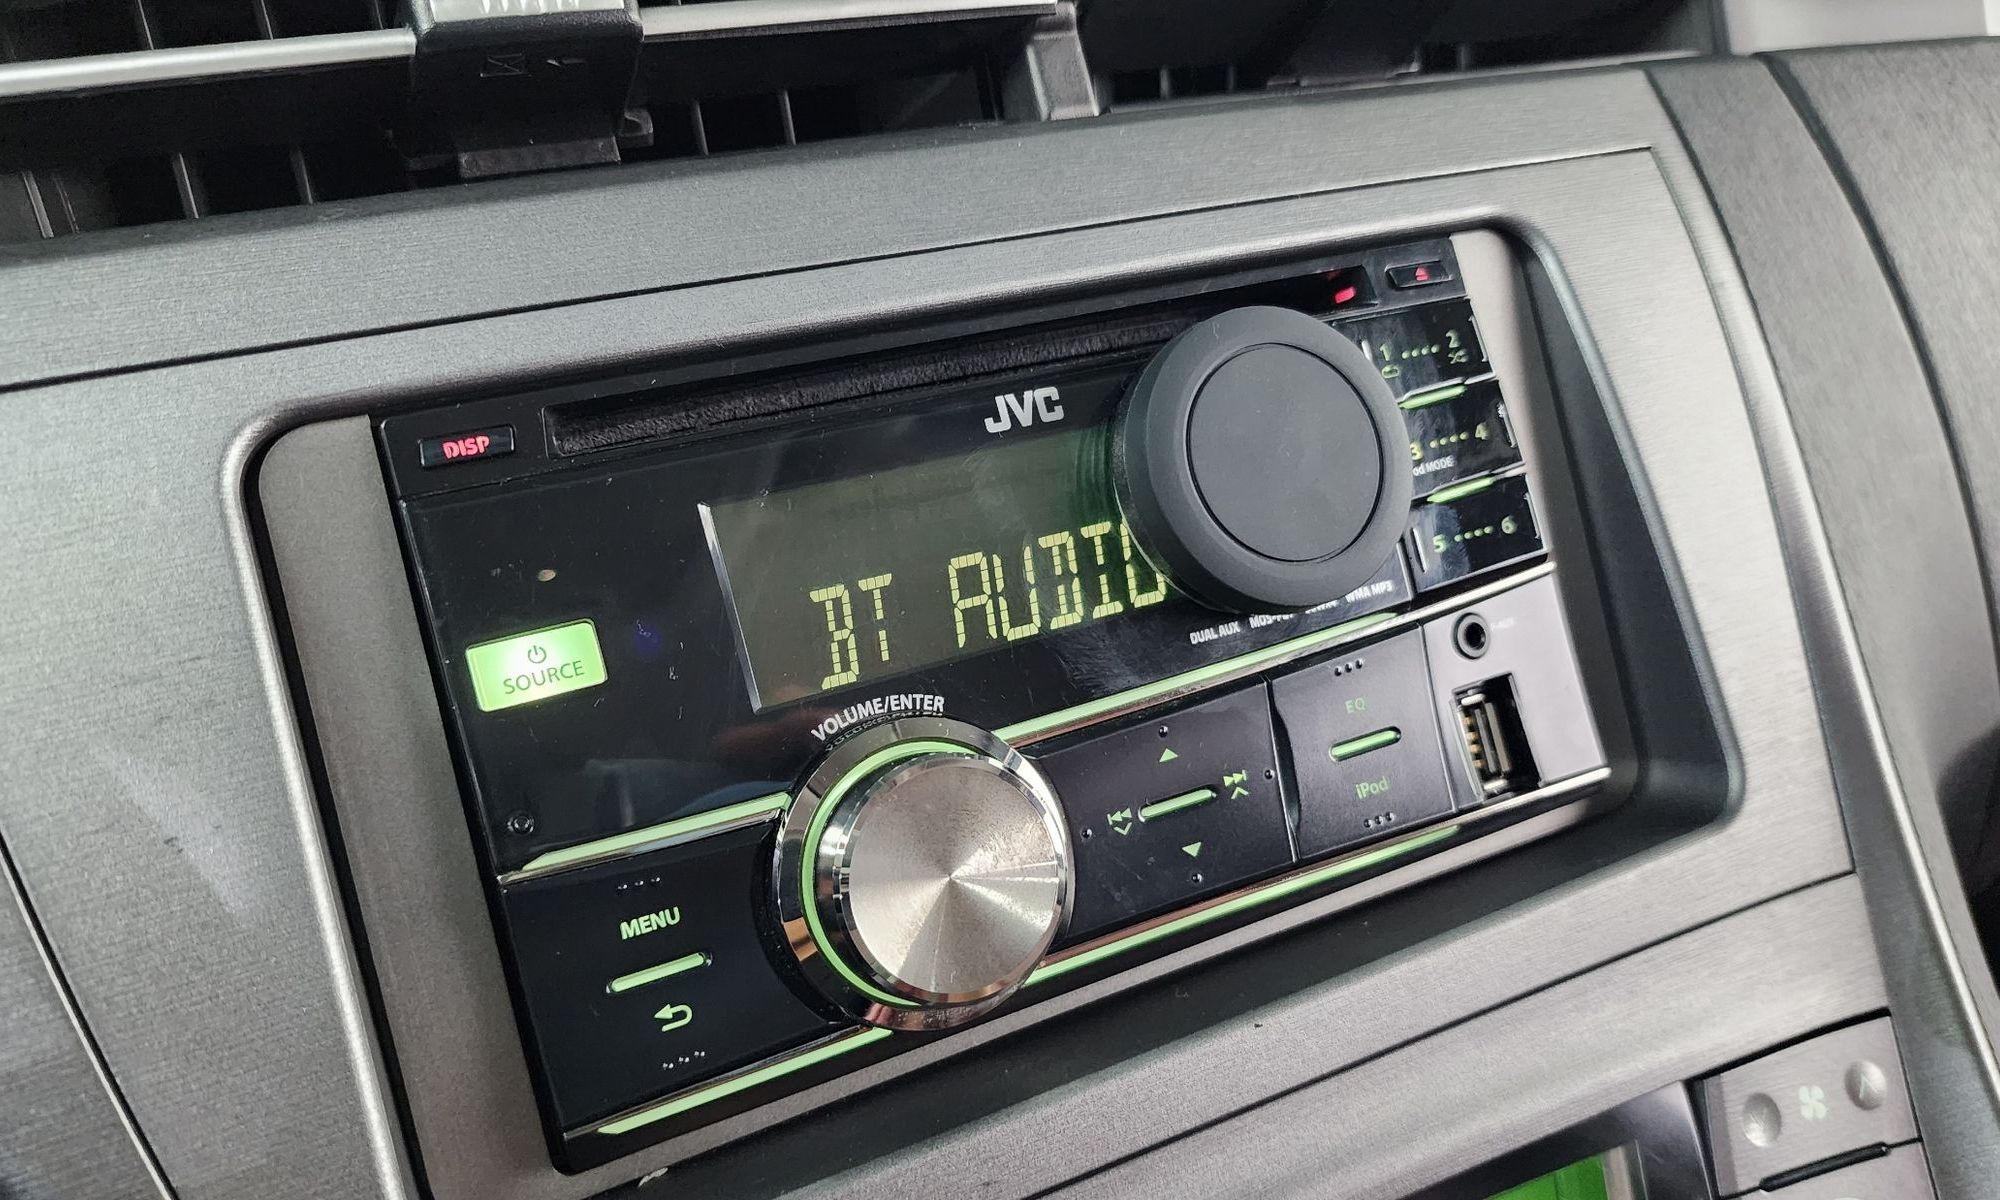 JVC
DISP
1 2
3 4
MODE
BT AUDIO
5 6
WMA MP3
DUAL AUX
SOURCE
VOLUME/ENTER
EQ
iPod
MENU